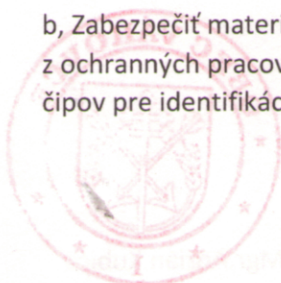 b, Zabezpečiť materi
z ochranných pracov
čipov pre identifikác